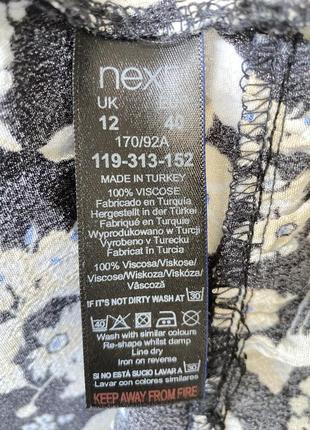 next
UK EUR
12 40
170/92A
119-313-152
MADE IN TURKEY
100% VISCOSE
Fabricado en Turquía
Hergestellt in der Türkei
Fabriqué en Turquie
Wyprodukowano w Turcji
Vyrobeno v Turecku
Fabricat în Turcia
100% Viscosa/Viskose/
Viscose/Wiskoza/Viskóza/
Vâscoză
IF IT'S NOT DIRTY WASH AT 30
40
Wash with similar colours
Re-shape whilst damp
Line dry
Iron on reverse
SI NO ESTÁ SUCIO LAVAR A 30
Lavar con colores similares
KEEP AWAY FROM FIRE